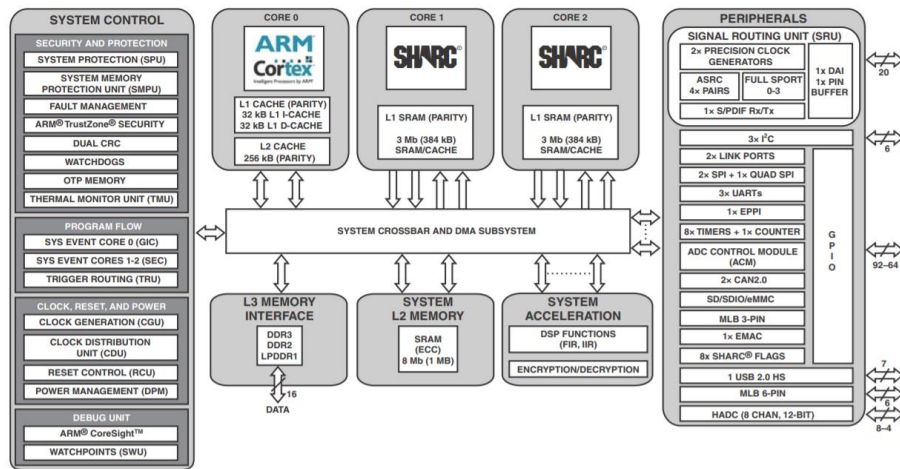 SYSTEM CONTROL
SECURITY AND PROTECTION
SYSTEM PROTECTION (SPU)
SYSTEM MEMORY
PROTECTION UNIT (SMPU)
FAULT MANAGEMENT
ARM® TrustZone® SECURITY
DUAL CRC
WATCHDOGS
OTP MEMORY
THERMAL MONITOR UNIT (TMU)
PROGRAM FLOW
SYS EVENT CORE 0 (GIC)
SYS EVENT CORES 1-2 (SEC)
TRIGGER ROUTING (TRU)
CLOCK, RESET, AND POWER
CLOCK GENERATION (CGU)
CLOCK DISTRIBUTION
UNIT (CDU)
RESET CONTROL (RCU)
POWER MANAGEMENT (DPM)
DEBUG UNIT
ARM® CoreSight™
WATCHPOINTS (SWU)
CORE 0
ARM
Cortex
Intelligent Processors by ARM®
L1 CACHE (PARITY)
32 kB L1 I-CACHE
32 kB L1 D-CACHE
L2 CACHE
256 kB (PARITY)
CORE 1
SHARC®
L1 SRAM (PARITY)
3 Mb (384 kB)
SRAM/CACHE
CORE 2
SHARC®
L1 SRAM (PARITY)
3 Mb (384 kB)
SRAM/CACHE
SYSTEM CROSSBAR AND DMA SUBSYSTEM
L3 MEMORY
INTERFACE
DDR3
DDR2
LPDDR1
16
DATA
SYSTEM
L2 MEMORY
SRAM
(ECC)
8 Mb (1 MB)
SYSTEM
ACCELERATION
DSP FUNCTIONS
(FIR, IIR)
ENCRYPTION/DECRYPTION
PERIPHERALS
SIGNAL ROUTING UNIT (SRU)
2× PRECISION CLOCK
GENERATORS
ASRC
4× PAIRS
FULL SPORT
0-3
1× S/PDIF Rx/Tx
1x DAI
1x PIN
BUFFER
20
3× I²C
6
2× LINK PORTS
2× SPI + 1× QUAD SPI
3× UARTs
1× EPPI
8× TIMERS + 1× COUNTER
ADC CONTROL MODULE
(ACM)
2× CAN2.0
SD/SDIO/eMMC
MLB 3-PIN
1× EMAC
8x SHARC® FLAGS
GPIO
92–64
1 USB 2.0 HS
7
MLB 6-PIN
6
HADC (8 CHAN, 12-BIT)
8–4